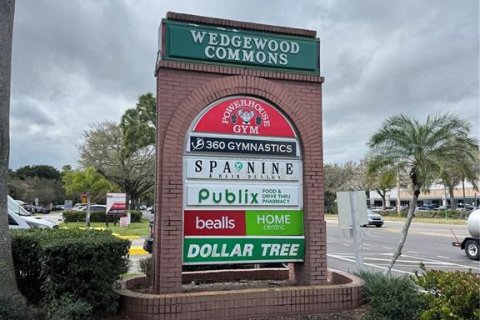 WEDGEWOOD
COMMONS
POWERHOUSE
GYM
360 GYMNASTICS
SPA NINE
& HAIR DESIGN
Publix FOOD &
DRIVE THRU
PHARMACY
bealls HOME
centric
DOLLAR TREE